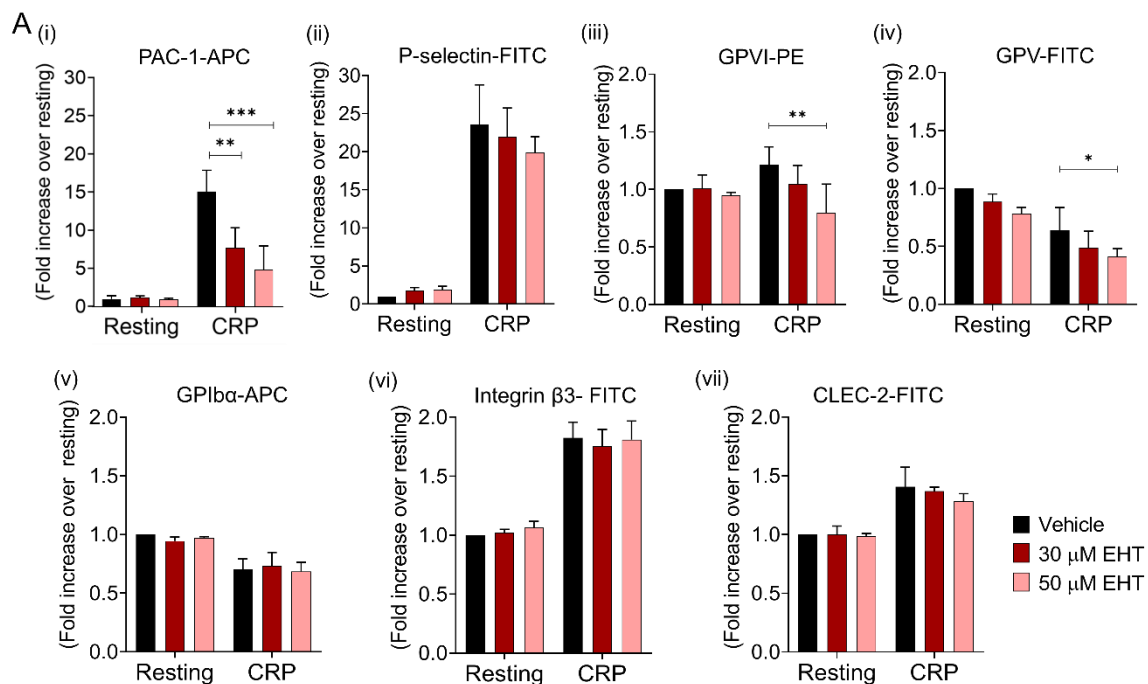 A
(i)
PAC-1-APC
(Fold increase over resting)
30
25
20
15
10
5
0
***
**
Resting
CRP
(ii)
P-selectin-FITC
(Fold increase over resting)
30
25
20
15
10
5
0
Resting
CRP
(iii)
GPVI-PE
(Fold increase over resting)
2.0
1.5
1.0
0.5
0.0
**
Resting
CRP
(iv)
GPV-FITC
(Fold increase over resting)
2.0
1.5
1.0
0.5
0.0
*
Resting
CRP
(v)
GPIbα-APC
(Fold increase over resting)
2.0
1.5
1.0
0.5
0.0
Resting
CRP
(vi)
Integrin β3- FITC
(Fold increase over resting)
2.0
1.5
1.0
0.5
0.0
Resting
CRP
(vii)
CLEC-2-FITC
(Fold increase over resting)
2.0
1.5
1.0
0.5
0.0
Resting
CRP
Vehicle
30 μM EHT
50 μM EHT